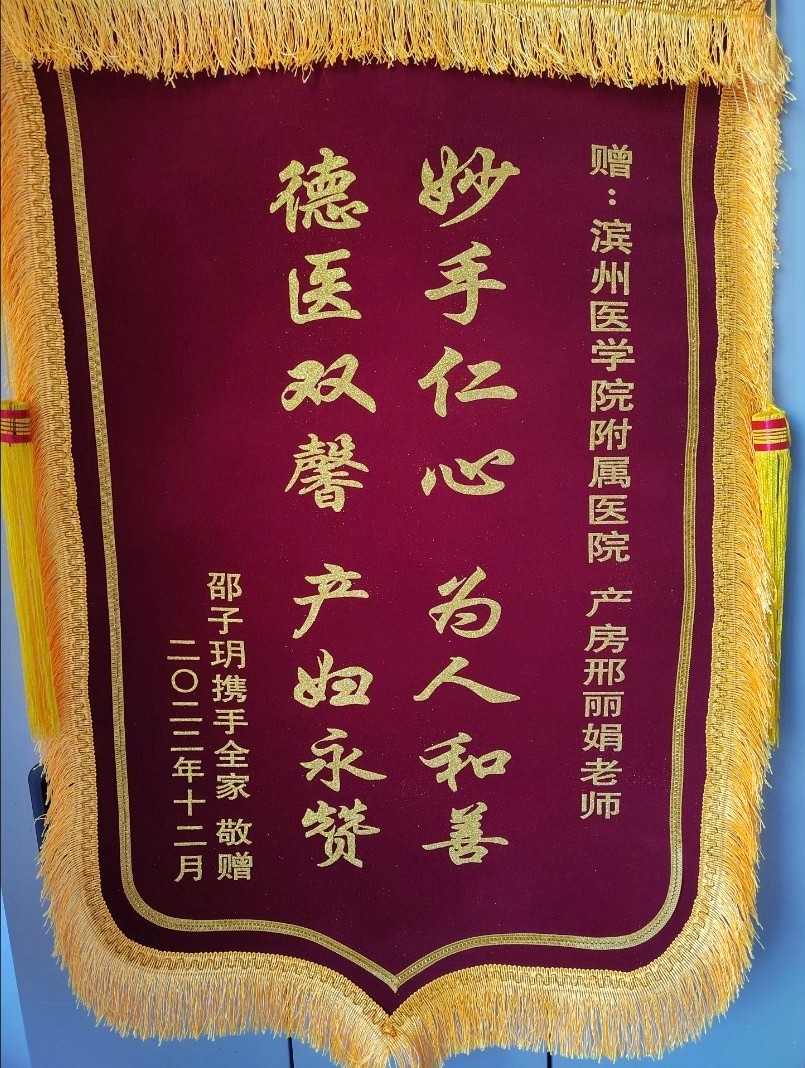 赠：滨州医学院附属医院 产房邢丽娟老师
妙手仁心 为人和善
德医双馨 产妇永赞
邵子玥携手全家 敬赠
二〇二二年十二月